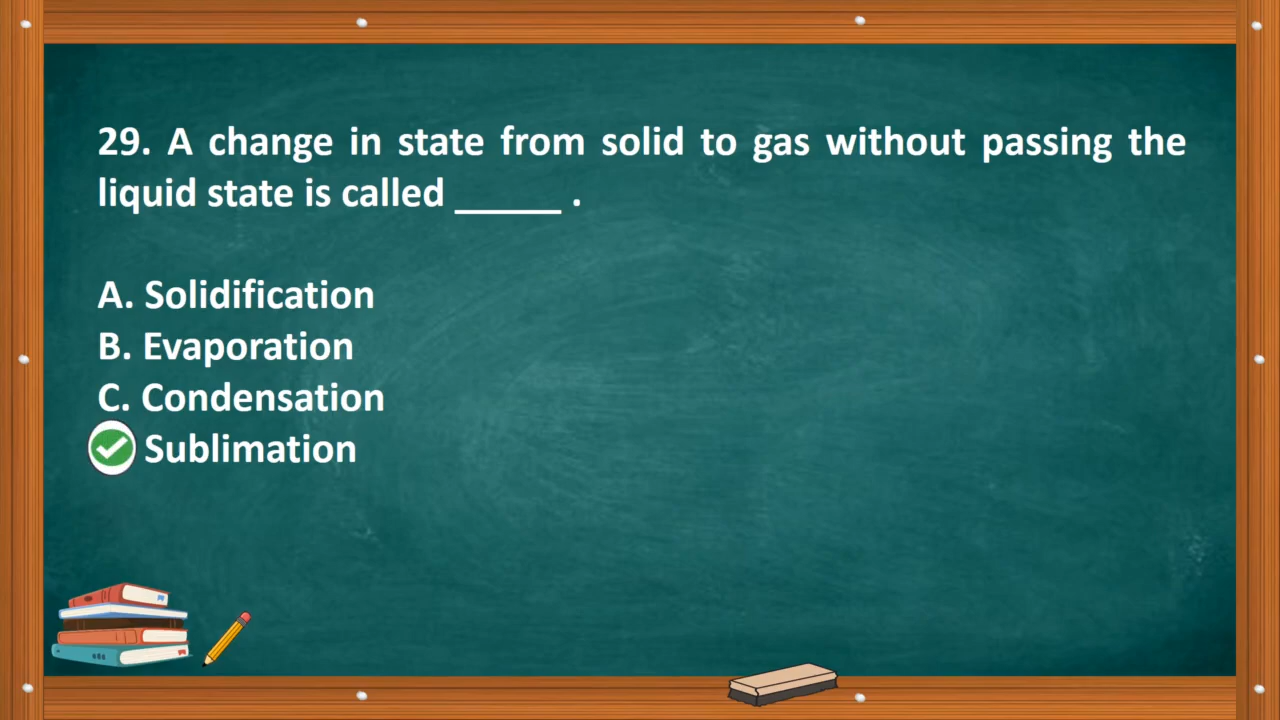 29. A change in state from solid to gas without passing the
liquid state is called _____ .
A. Solidification
B. Evaporation
C. Condensation
Sublimation